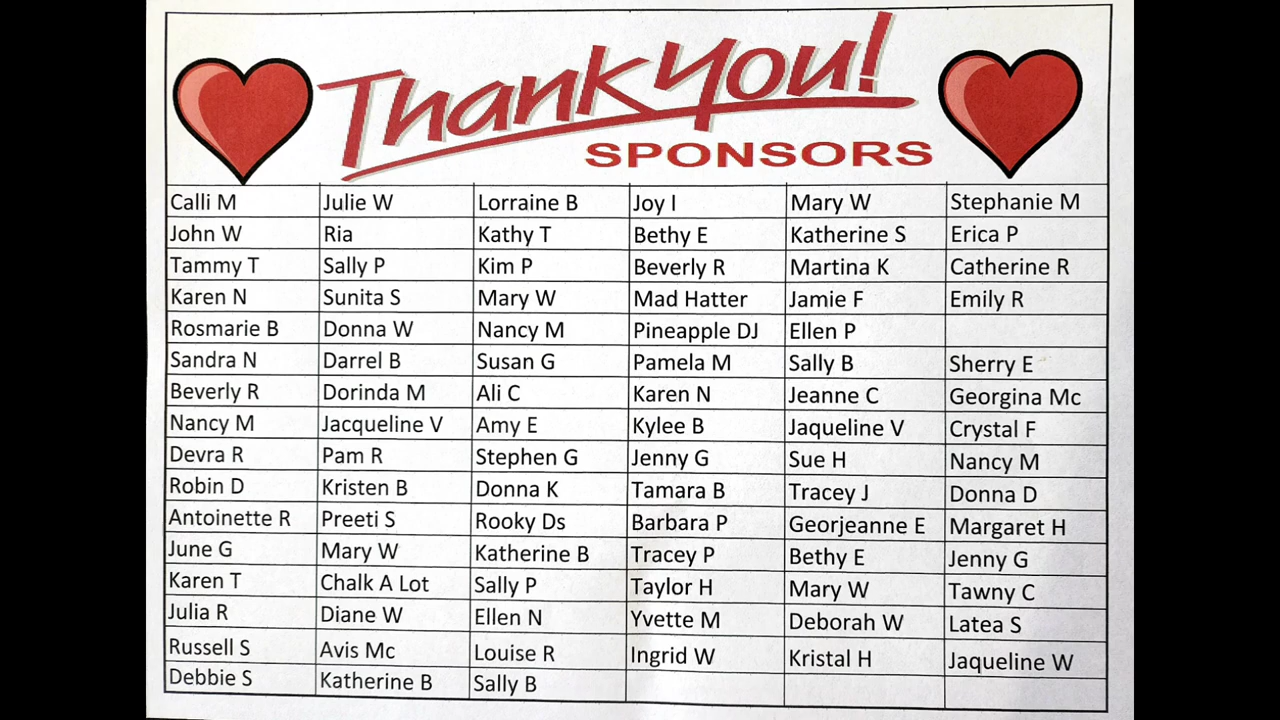 Thank You!
SPONSORS
Calli M Julie W Lorraine B Joy I Mary W Stephanie M
John W Ria Kathy T Bethy E Katherine S Erica P
Tammy T Sally P Kim P Beverly R Martina K Catherine R
Karen N Sunita S Mary W Mad Hatter Jamie F Emily R
Rosmarie B Donna W Nancy M Pineapple DJ Ellen P
Sandra N Darrel B Susan G Pamela M Sally B Sherry E
Beverly R Dorinda M Ali C Karen N Jeanne C Georgina Mc
Nancy M Jacqueline V Amy E Kylee B Jaqueline V Crystal F
Devra R Pam R Stephen G Jenny G Sue H Nancy M
Robin D Kristen B Donna K Tamara B Tracey J Donna D
Antoinette R Preeti S Rooky Ds Barbara P Georjeanne E Margaret H
June G Mary W Katherine B Tracey P Bethy E Jenny G
Karen T Chalk A Lot Sally P Taylor H Mary W Tawny C
Julia R Diane W Ellen N Yvette M Deborah W Latea S
Russell S Avis Mc Louise R Ingrid W Kristal H Jaqueline W
Debbie S Katherine B Sally B